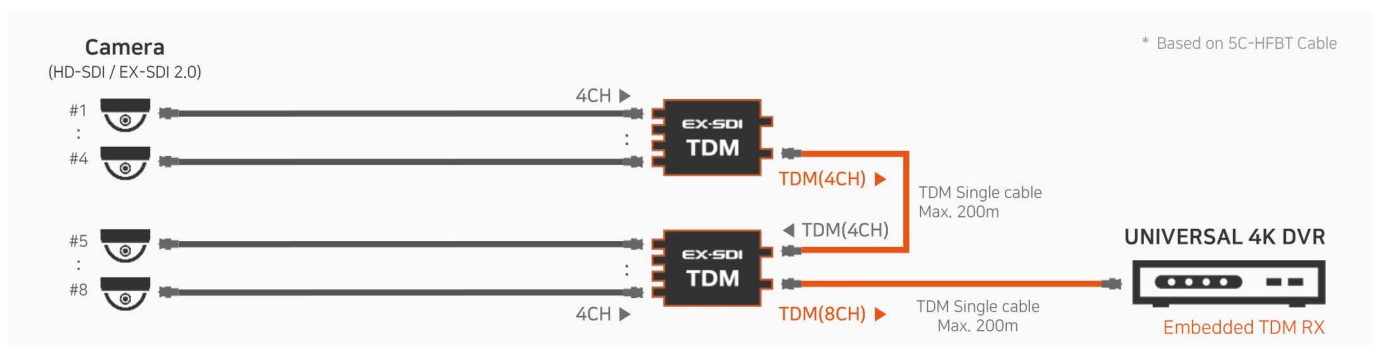 Camera
(HD-SDI / EX-SDI 2.0)
* Based on 5C-HFBT Cable
#1
:
#4
4CH ▶
:
EX-SDI
TDM
TDM(4CH) ▶
TDM Single cable
Max. 200m
◀ TDM(4CH)
#5
:
#8
4CH ▶
:
EX-SDI
TDM
TDM(8CH) ▶
TDM Single cable
Max. 200m
UNIVERSAL 4K DVR
Embedded TDM RX